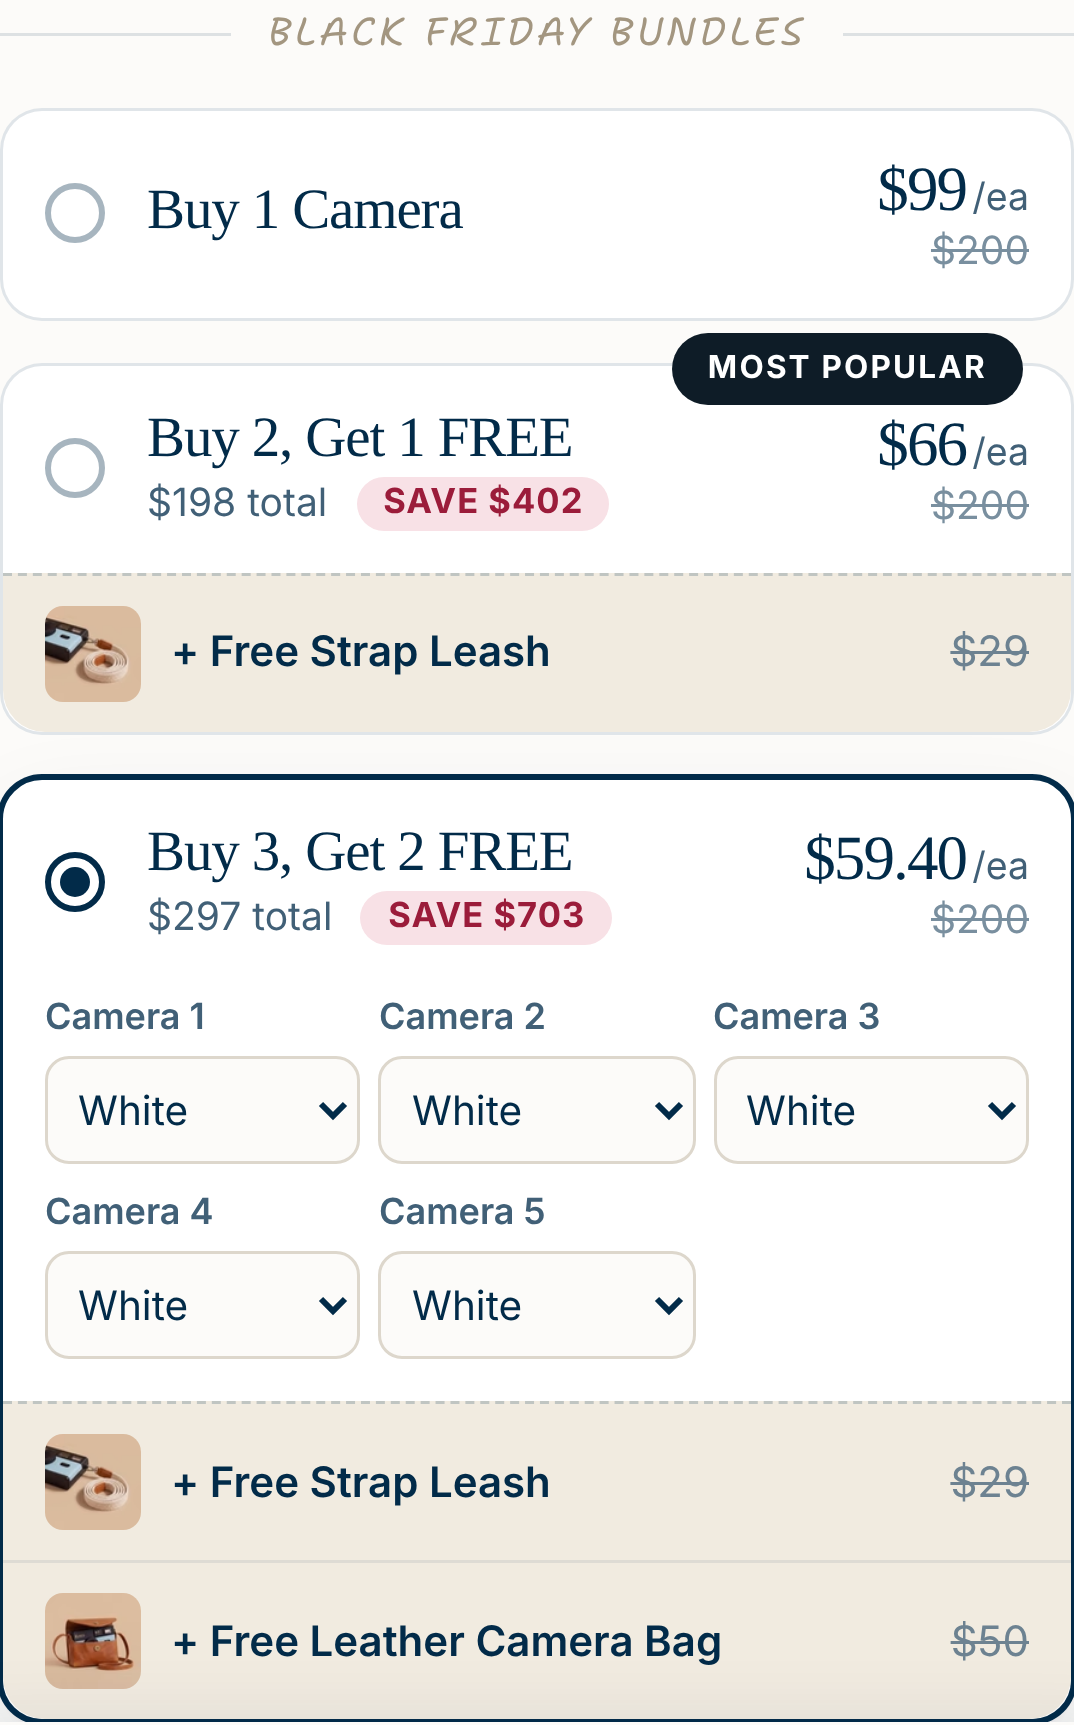 BLACK FRIDAY BUNDLES
Buy 1 Camera
$99/ea
$200
MOST POPULAR
Buy 2, Get 1 FREE
$198 total
SAVE $402
$66/ea
$200
+ Free Strap Leash
$29
Buy 3, Get 2 FREE
$297 total
SAVE $703
$59.40/ea
$200
Camera 1
Camera 2
Camera 3
White
White
White
Camera 4
Camera 5
White
White
+ Free Strap Leash
$29
+ Free Leather Camera Bag
$50